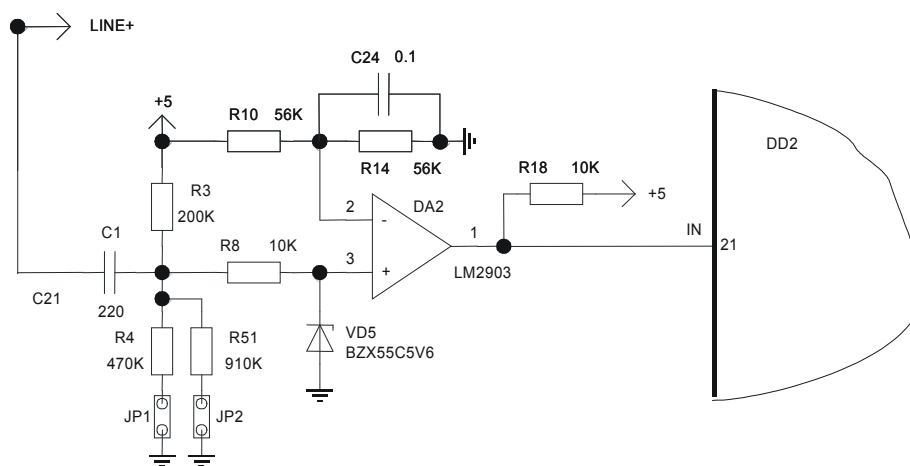 LINE+
C24 0.1
+5
R10 56K
R14 56K
DD2
R18 10K
+5
R3
200K
2
DA2
-
C1
R8 10K
3
+
1
IN
21
LM2903
C21
220
R4
470K
R51
910K
VD5
BZX55C5V6
JP1
JP2